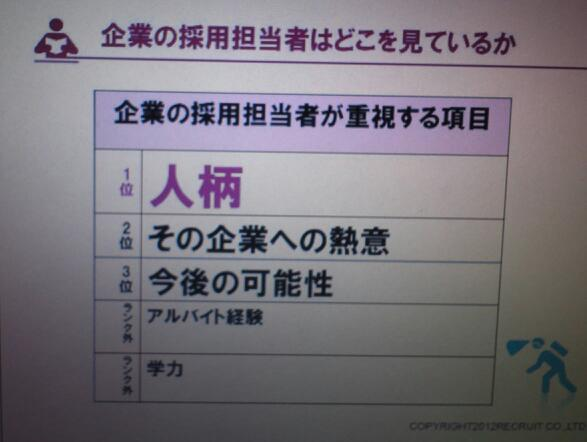 企業の採用担当者はどこを見ているか
企業の採用担当者が重視する項目
1位 人柄
2位 その企業への熱意
3位 今後の可能性
ランク外 アルバイト経験
ランク外 学力
COPYRIGHT2012RECRUIT CO.,LTD